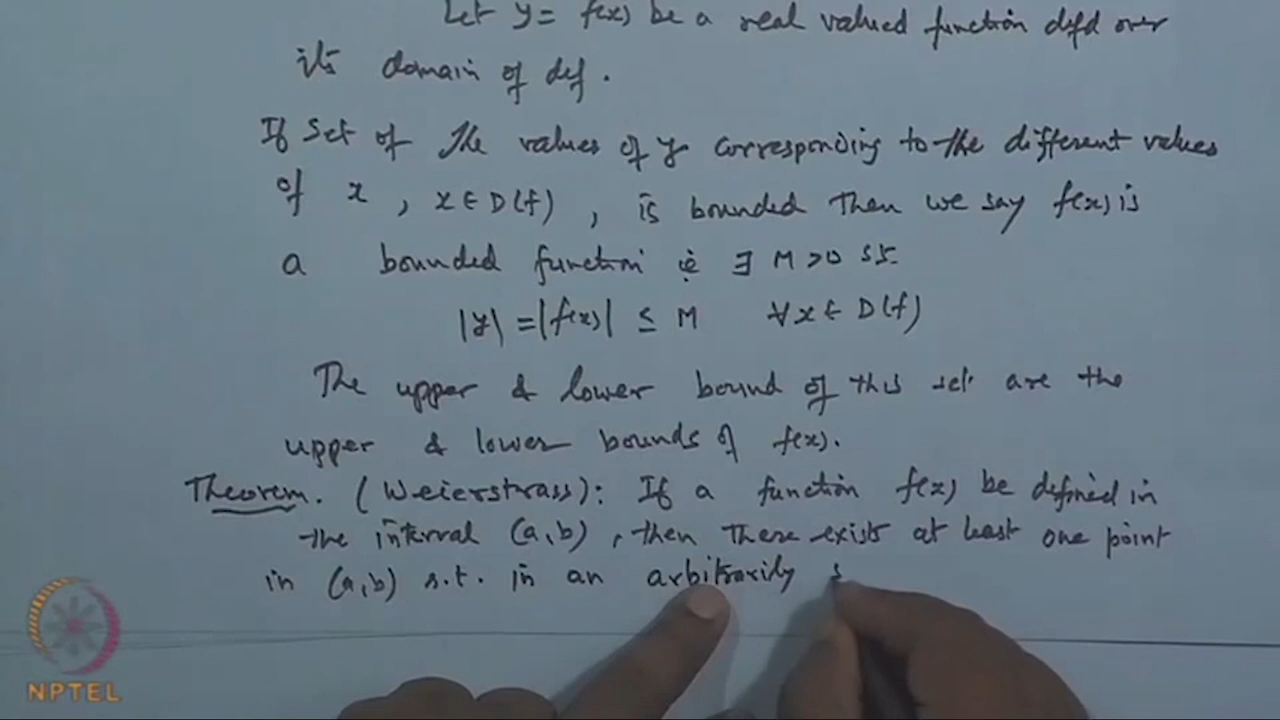 Let y = f(x) be a real valued function defd over
its domain of def.
If Set of the values of y corresponding to the different values
of x , x ∈ D(f) , is bounded then we say f(x) is
a bounded function ie ∃ M>0 s.t.
|y| = |f(x)| ≤ M ∀ x ∈ D(f)
The upper & lower bound of this set are the
upper & lower bounds of f(x).
Theorem. (Weierstrass): If a function f(x) be defined in
the interval (a,b) , then there exists at least one point
in (a,b) s.t. in an arbitrarily s
NPTEL